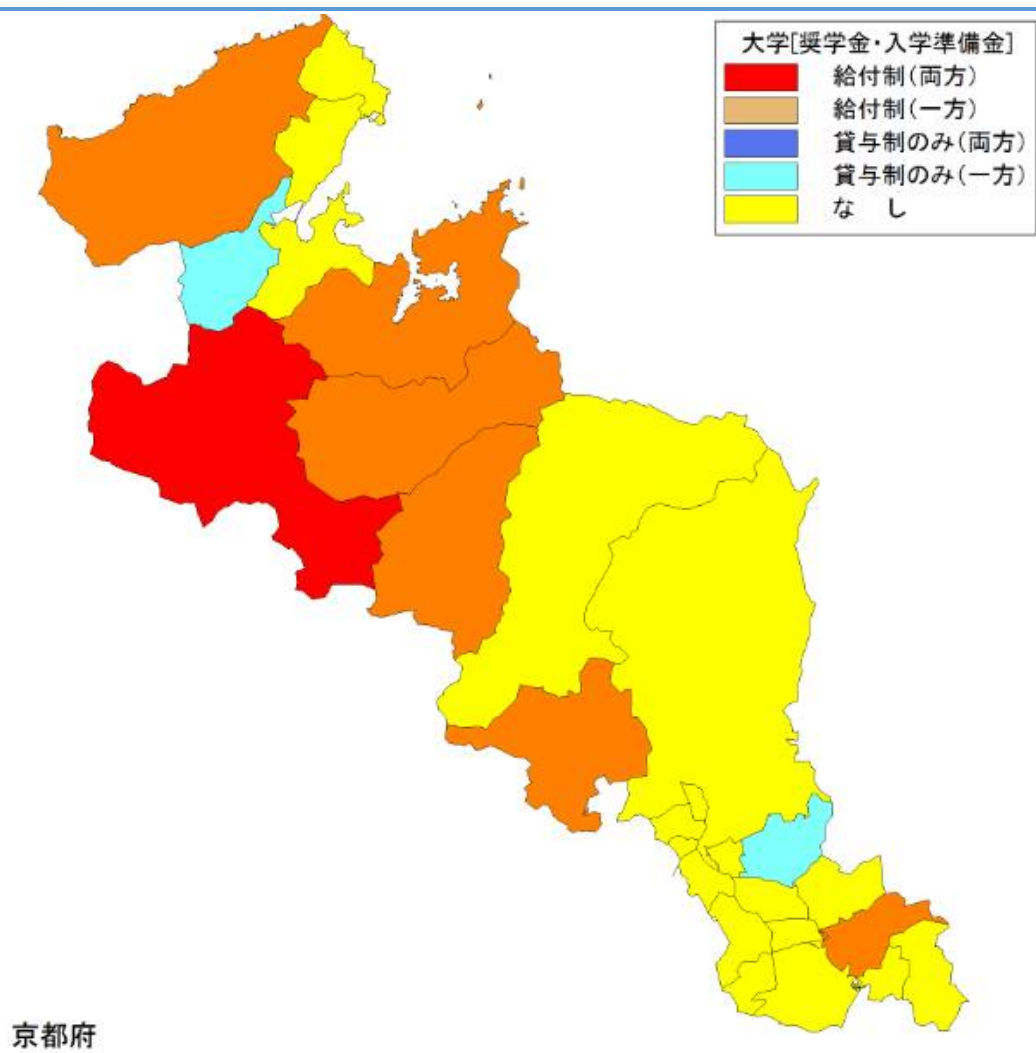 大学[奨学金・入学準備金]
給付制(両方)
給付制(一方)
貸与制のみ(両方)
貸与制のみ(一方)
な し
京都府